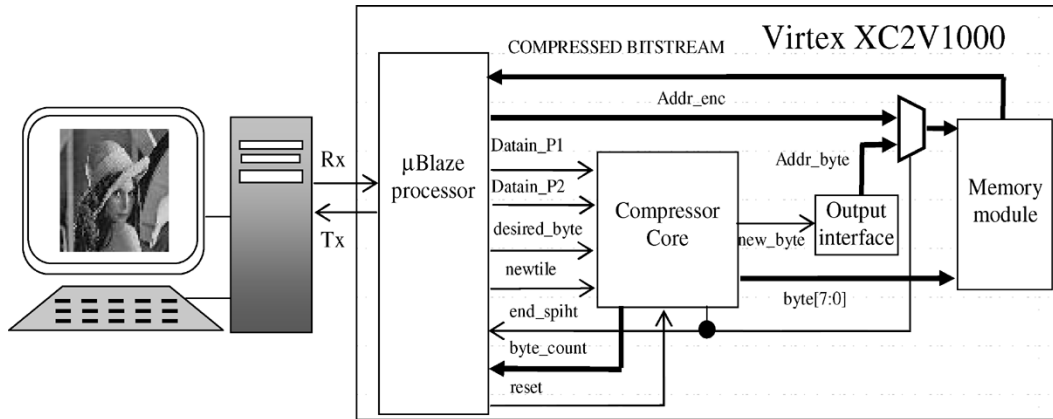 Virtex XC2V1000
COMPRESSED BITSTREAM
Addr_enc
Rx
Tx
µBlaze
processor
Datain_P1
Datain_P2
desired_byte
newtile
end_spiht
byte_count
reset
Compressor
Core
new_byte
Addr_byte
Output
interface
byte[7:0]
Memory
module